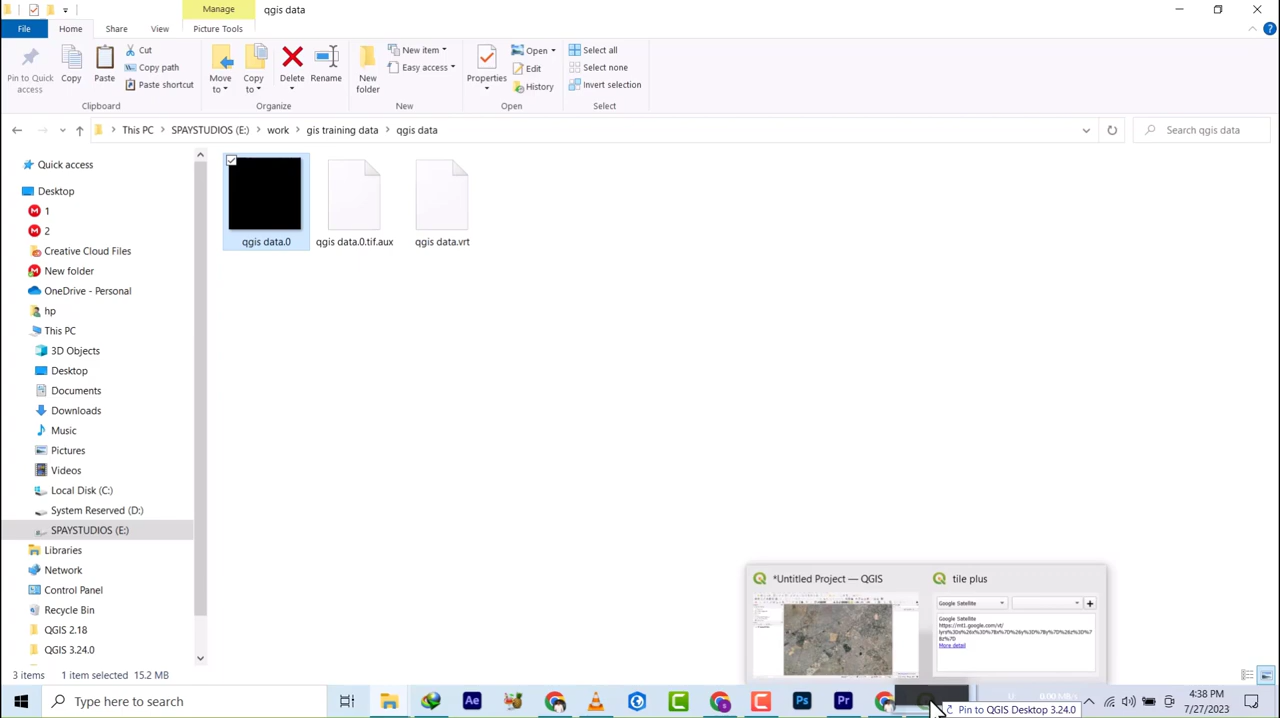 Manage
qgis data
File
Home
Share
View
Picture Tools
Pin to Quick access
Copy
Paste
Cut
Copy path
Paste shortcut
Clipboard
Move to
Copy to
Delete
Rename
Organize
New folder
New item
Easy access
New
Properties
Open
Edit
History
Open
Select all
Select none
Invert selection
Select
This PC
SPAYSTUDIOS (E:)
work
gis training data
qgis data
Search qgis data
Quick access
Desktop
1
2
Creative Cloud Files
New folder
OneDrive - Personal
hp
This PC
3D Objects
Desktop
Documents
Downloads
Music
Pictures
Videos
Local Disk (C:)
System Reserved (D:)
SPAYSTUDIOS (E:)
Libraries
Network
Control Panel
Recycle Bin
QGIS 2.18
QGIS 3.24.0
qgis data.0
qgis data.0.tif.aux
qgis data.vrt
*Untitled Project — QGIS
tile plus
Google Satellite
Google Satellite
https://mt1.google.com/vt/
More detail
3 items
1 item selected 15.2 MB
Type here to search
Pin to QGIS Desktop 3.24.0
4:38 PM
7/27/2023